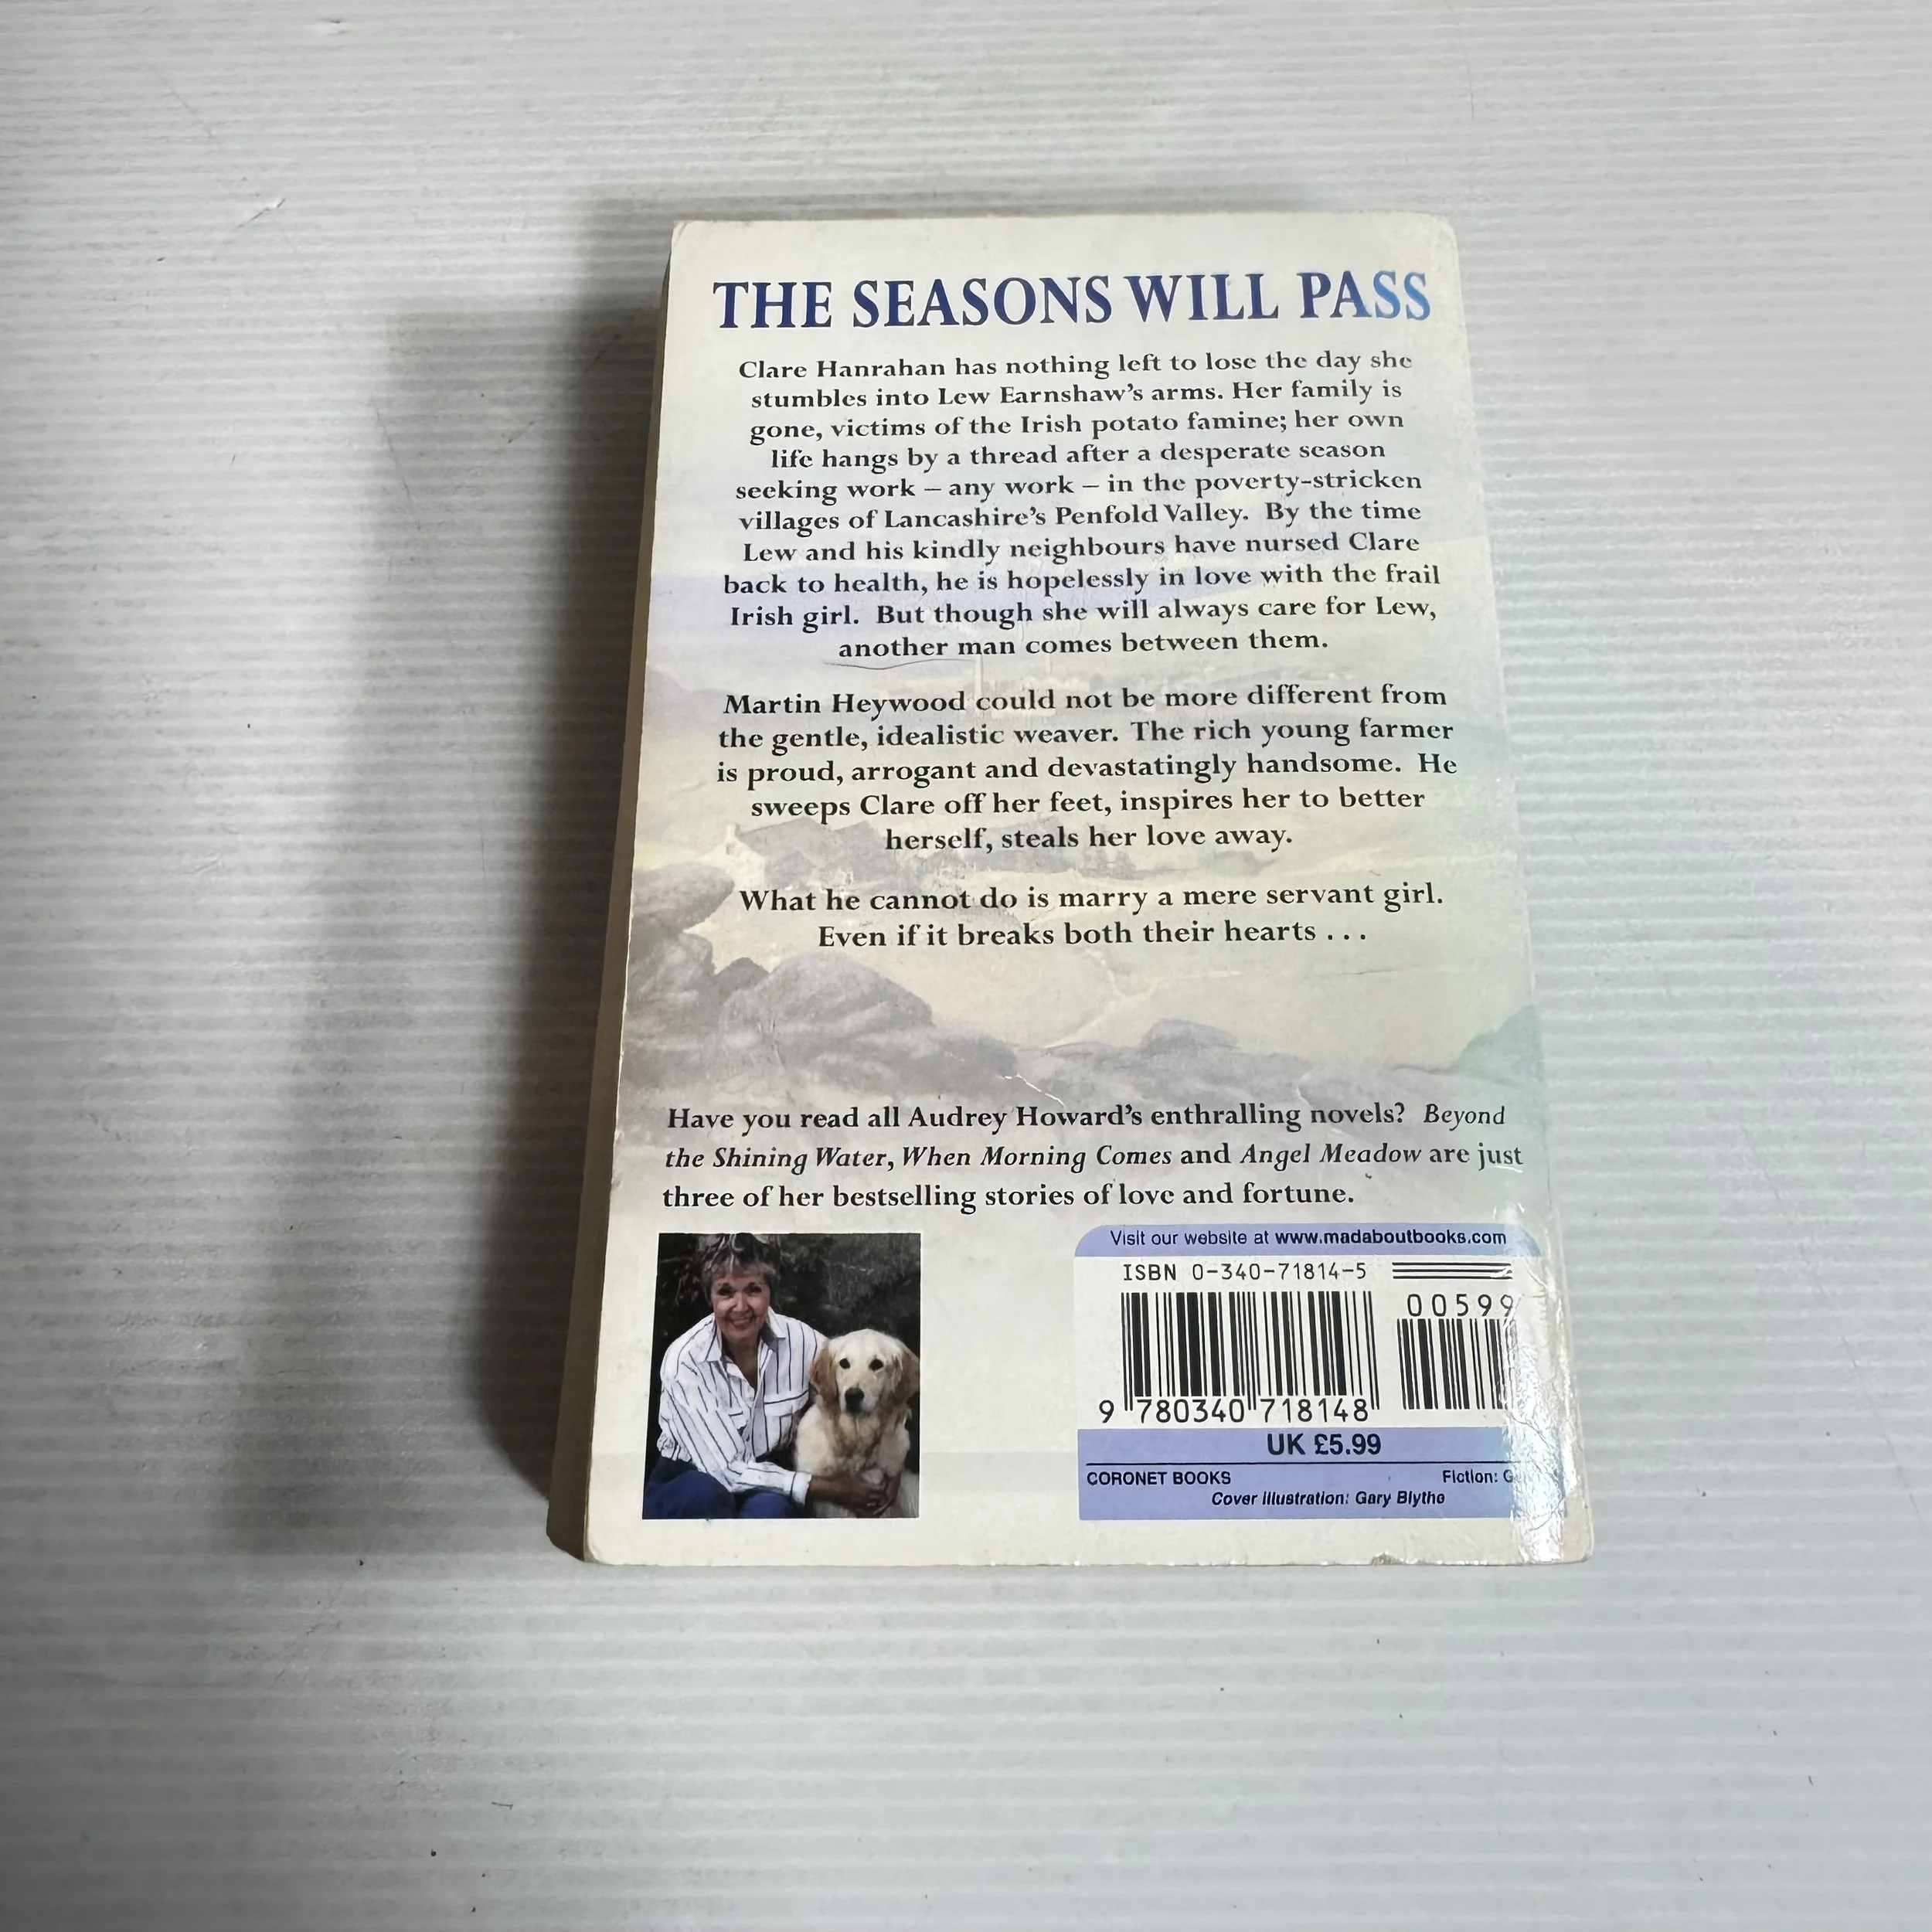 THE SEASONS WILL PASS
Clare Hanrahan has nothing left to lose the day she
stumbles into Lew Earnshaw's arms. Her family is
gone, victims of the Irish potato famine; her own
life hangs by a thread after a desperate season
seeking work – any work – in the poverty-stricken
villages of Lancashire's Penfold Valley. By the time
Lew and his kindly neighbours have nursed Clare
back to health, he is hopelessly in love with the frail
Irish girl. But though she will always care for Lew,
another man comes between them.
Martin Heywood could not be more different from
the gentle, idealistic weaver. The rich young farmer
is proud, arrogant and devastatingly handsome. He
sweeps Clare off her feet, inspires her to better
herself, steals her love away.
What he cannot do is marry a mere servant girl.
Even if it breaks both their hearts . . .
Have you read all Audrey Howard's enthralling novels? Beyond
the Shining Water, When Morning Comes and Angel Meadow are just
three of her bestselling stories of love and fortune.
Visit our website at www.madaboutbooks.com
ISBN 0-340-71814-5
00599
9 780340 718148
UK £5.99
CORONET BOOKS Fiction:
Cover illustration: Gary Blythe